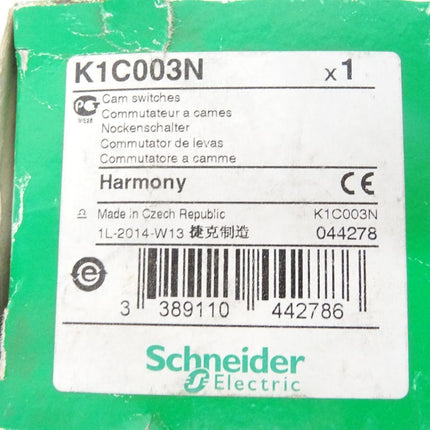 K1C003N x1
Cam switches
Commutateur a cames
Nockenschalter
Commutador de levas
Commutatore a camme
Harmony CE
Made in Czech Republic K1C003N
1L-2014-W13 捷克制造 044278
3 389110 442786
Schneider
Electric